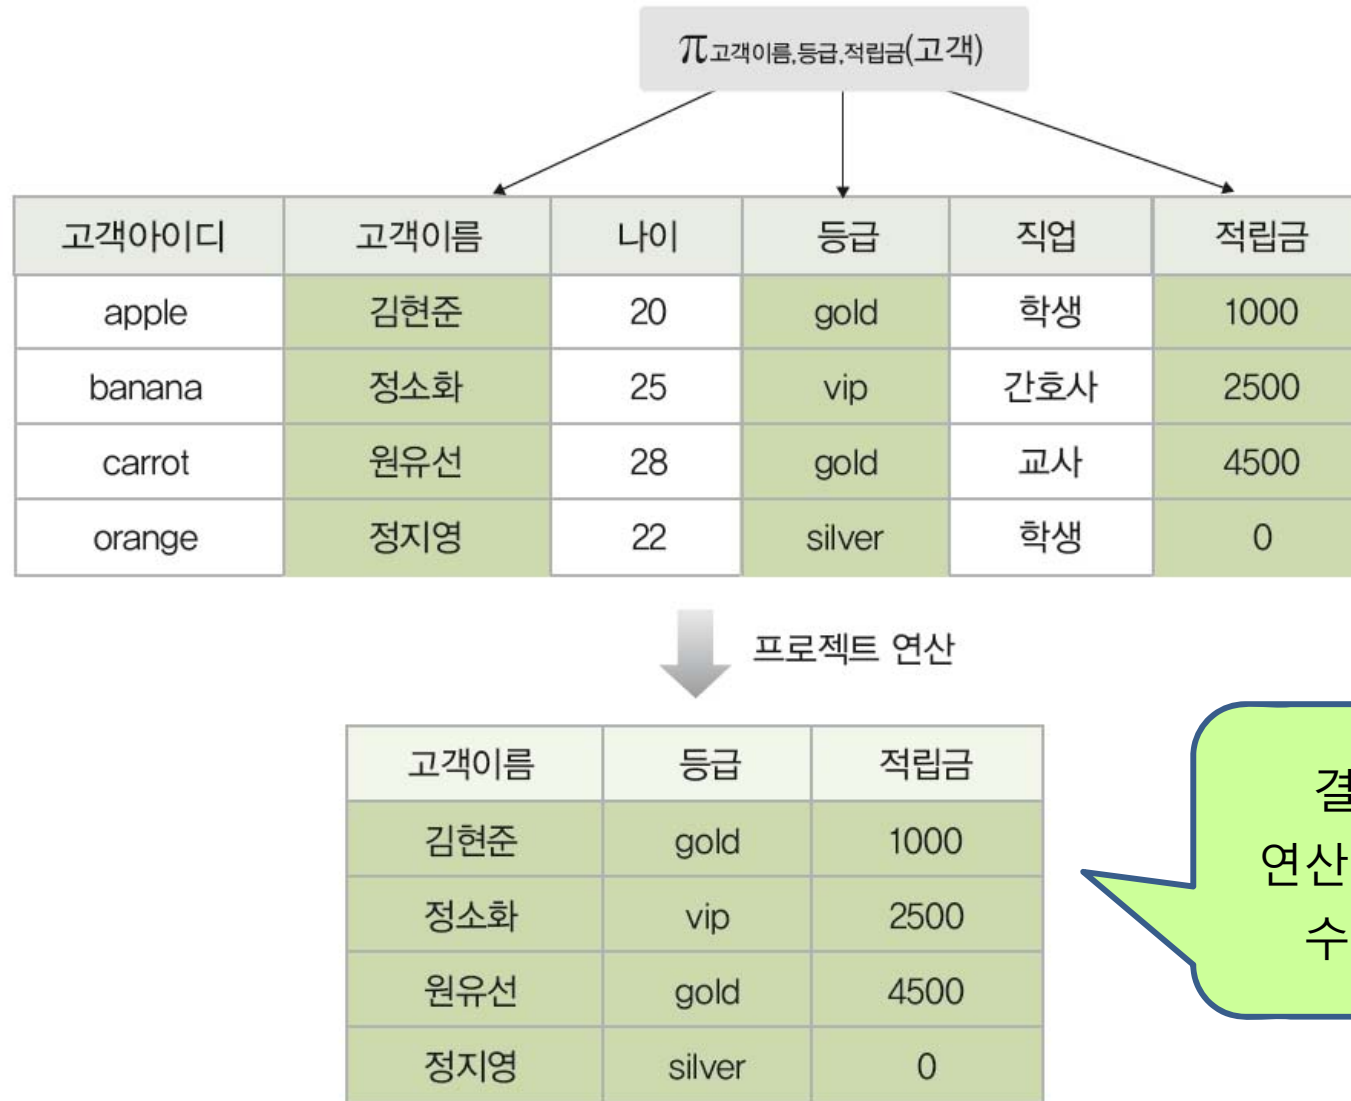 π고객이름,등급,적립금(고객)
고객아이디 고객이름 나이 등급 직업 적립금
apple 김현준 20 gold 학생 1000
banana 정소화 25 vip 간호사 2500
carrot 원유선 28 gold 교사 4500
orange 정지영 22 silver 학생 0
프로젝트 연산
고객이름 등급 적립금
김현준 gold 1000
정소화 vip 2500
원유선 gold 4500
정지영 silver 0
결
연산
수